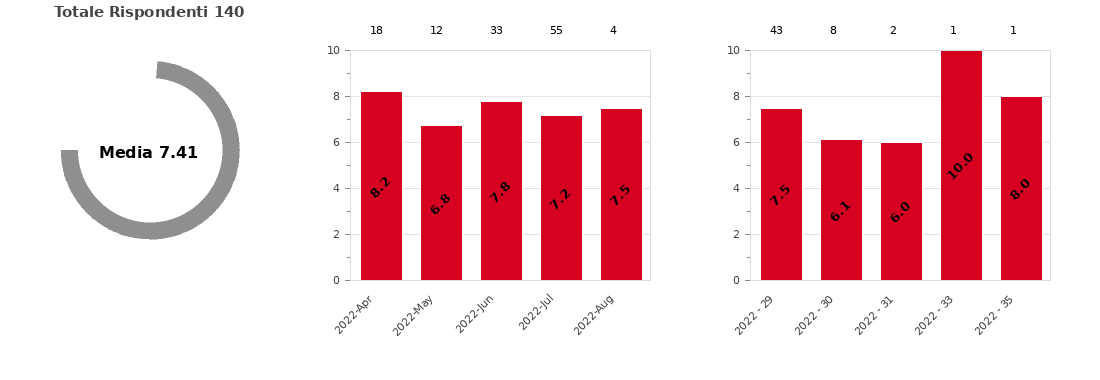 Totale Rispondenti 140
Media 7.41
18 12 33 55 4
10
8
6
4
2
0
8.2 6.8 7.8 7.2 7.5
2022-Apr 2022-May 2022-Jun 2022-Jul 2022-Aug
43 8 2 1 1
10
8
6
4
2
0
7.5 6.1 6.0 10.0 8.0
2022 - 29 2022 - 30 2022 - 31 2022 - 33 2022 - 35